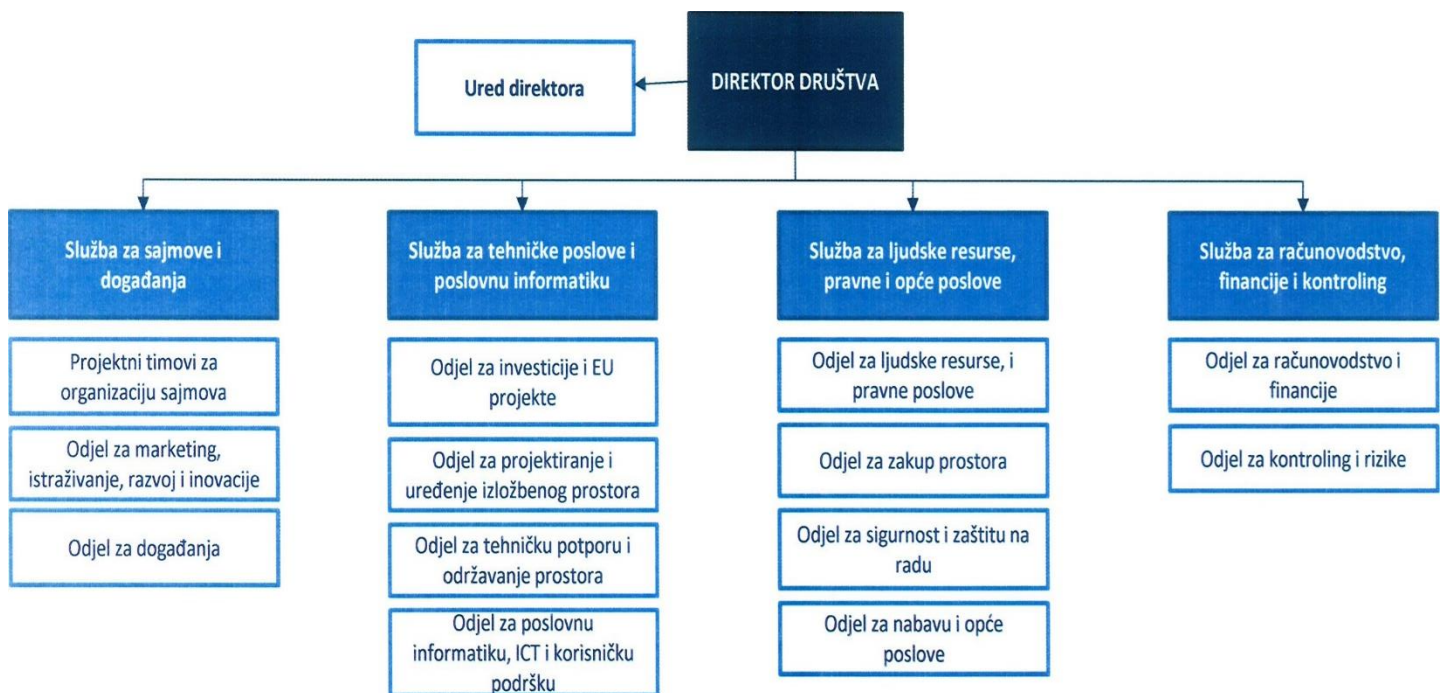 Ured direktora
DIREKTOR DRUŠTVA
Služba za sajmove i
događanja
Projektni timovi za
organizaciju sajmova
Odjel za marketing,
istraživanje, razvoj i inovacije
Odjel za događanja
Služba za tehničke poslove i
poslovnu informatiku
Odjel za investicije i EU
projekte
Odjel za projektiranje i
uređenje izložbenog prostora
Odjel za tehničku potporu i
održavanje prostora
Odjel za poslovnu
informatiku, ICT i korisničku
podršku
Služba za ljudske resurse,
pravne i opće poslove
Odjel za ljudske resurse, i
pravne poslove
Odjel za zakup prostora
Odjel za sigurnost i zaštitu na
radu
Odjel za nabavu i opće
poslove
Služba za računovodstvo,
financije i kontroling
Odjel za računovodstvo i
financije
Odjel za kontroling i rizike